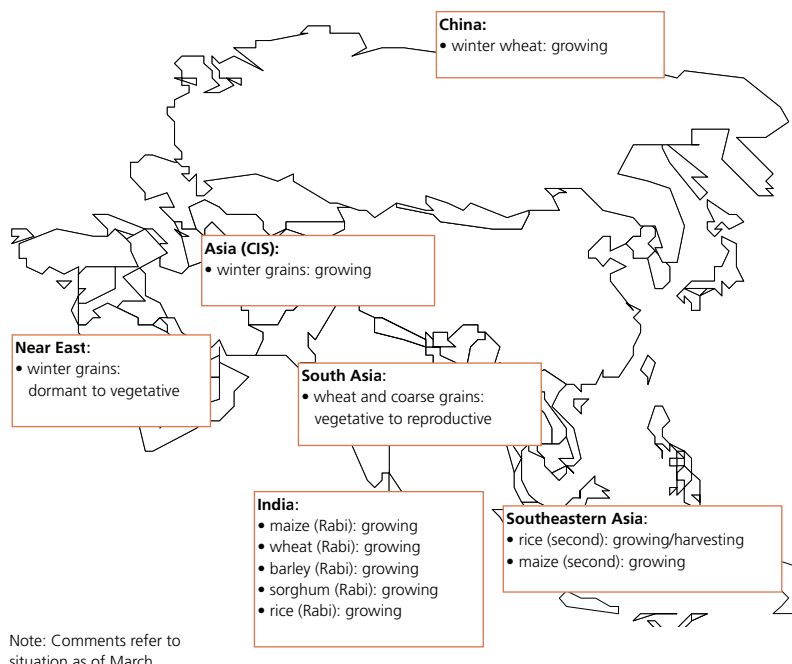 China:
• winter wheat: growing
Asia (CIS):
• winter grains: growing
Near East:
• winter grains:
dormant to vegetative
South Asia:
• wheat and coarse grains:
vegetative to reproductive
India:
• maize (Rabi): growing
• wheat (Rabi): growing
• barley (Rabi): growing
• sorghum (Rabi): growing
• rice (Rabi): growing
Southeastern Asia:
• rice (second): growing/harvesting
• maize (second): growing
Note: Comments refer to
situation as of March